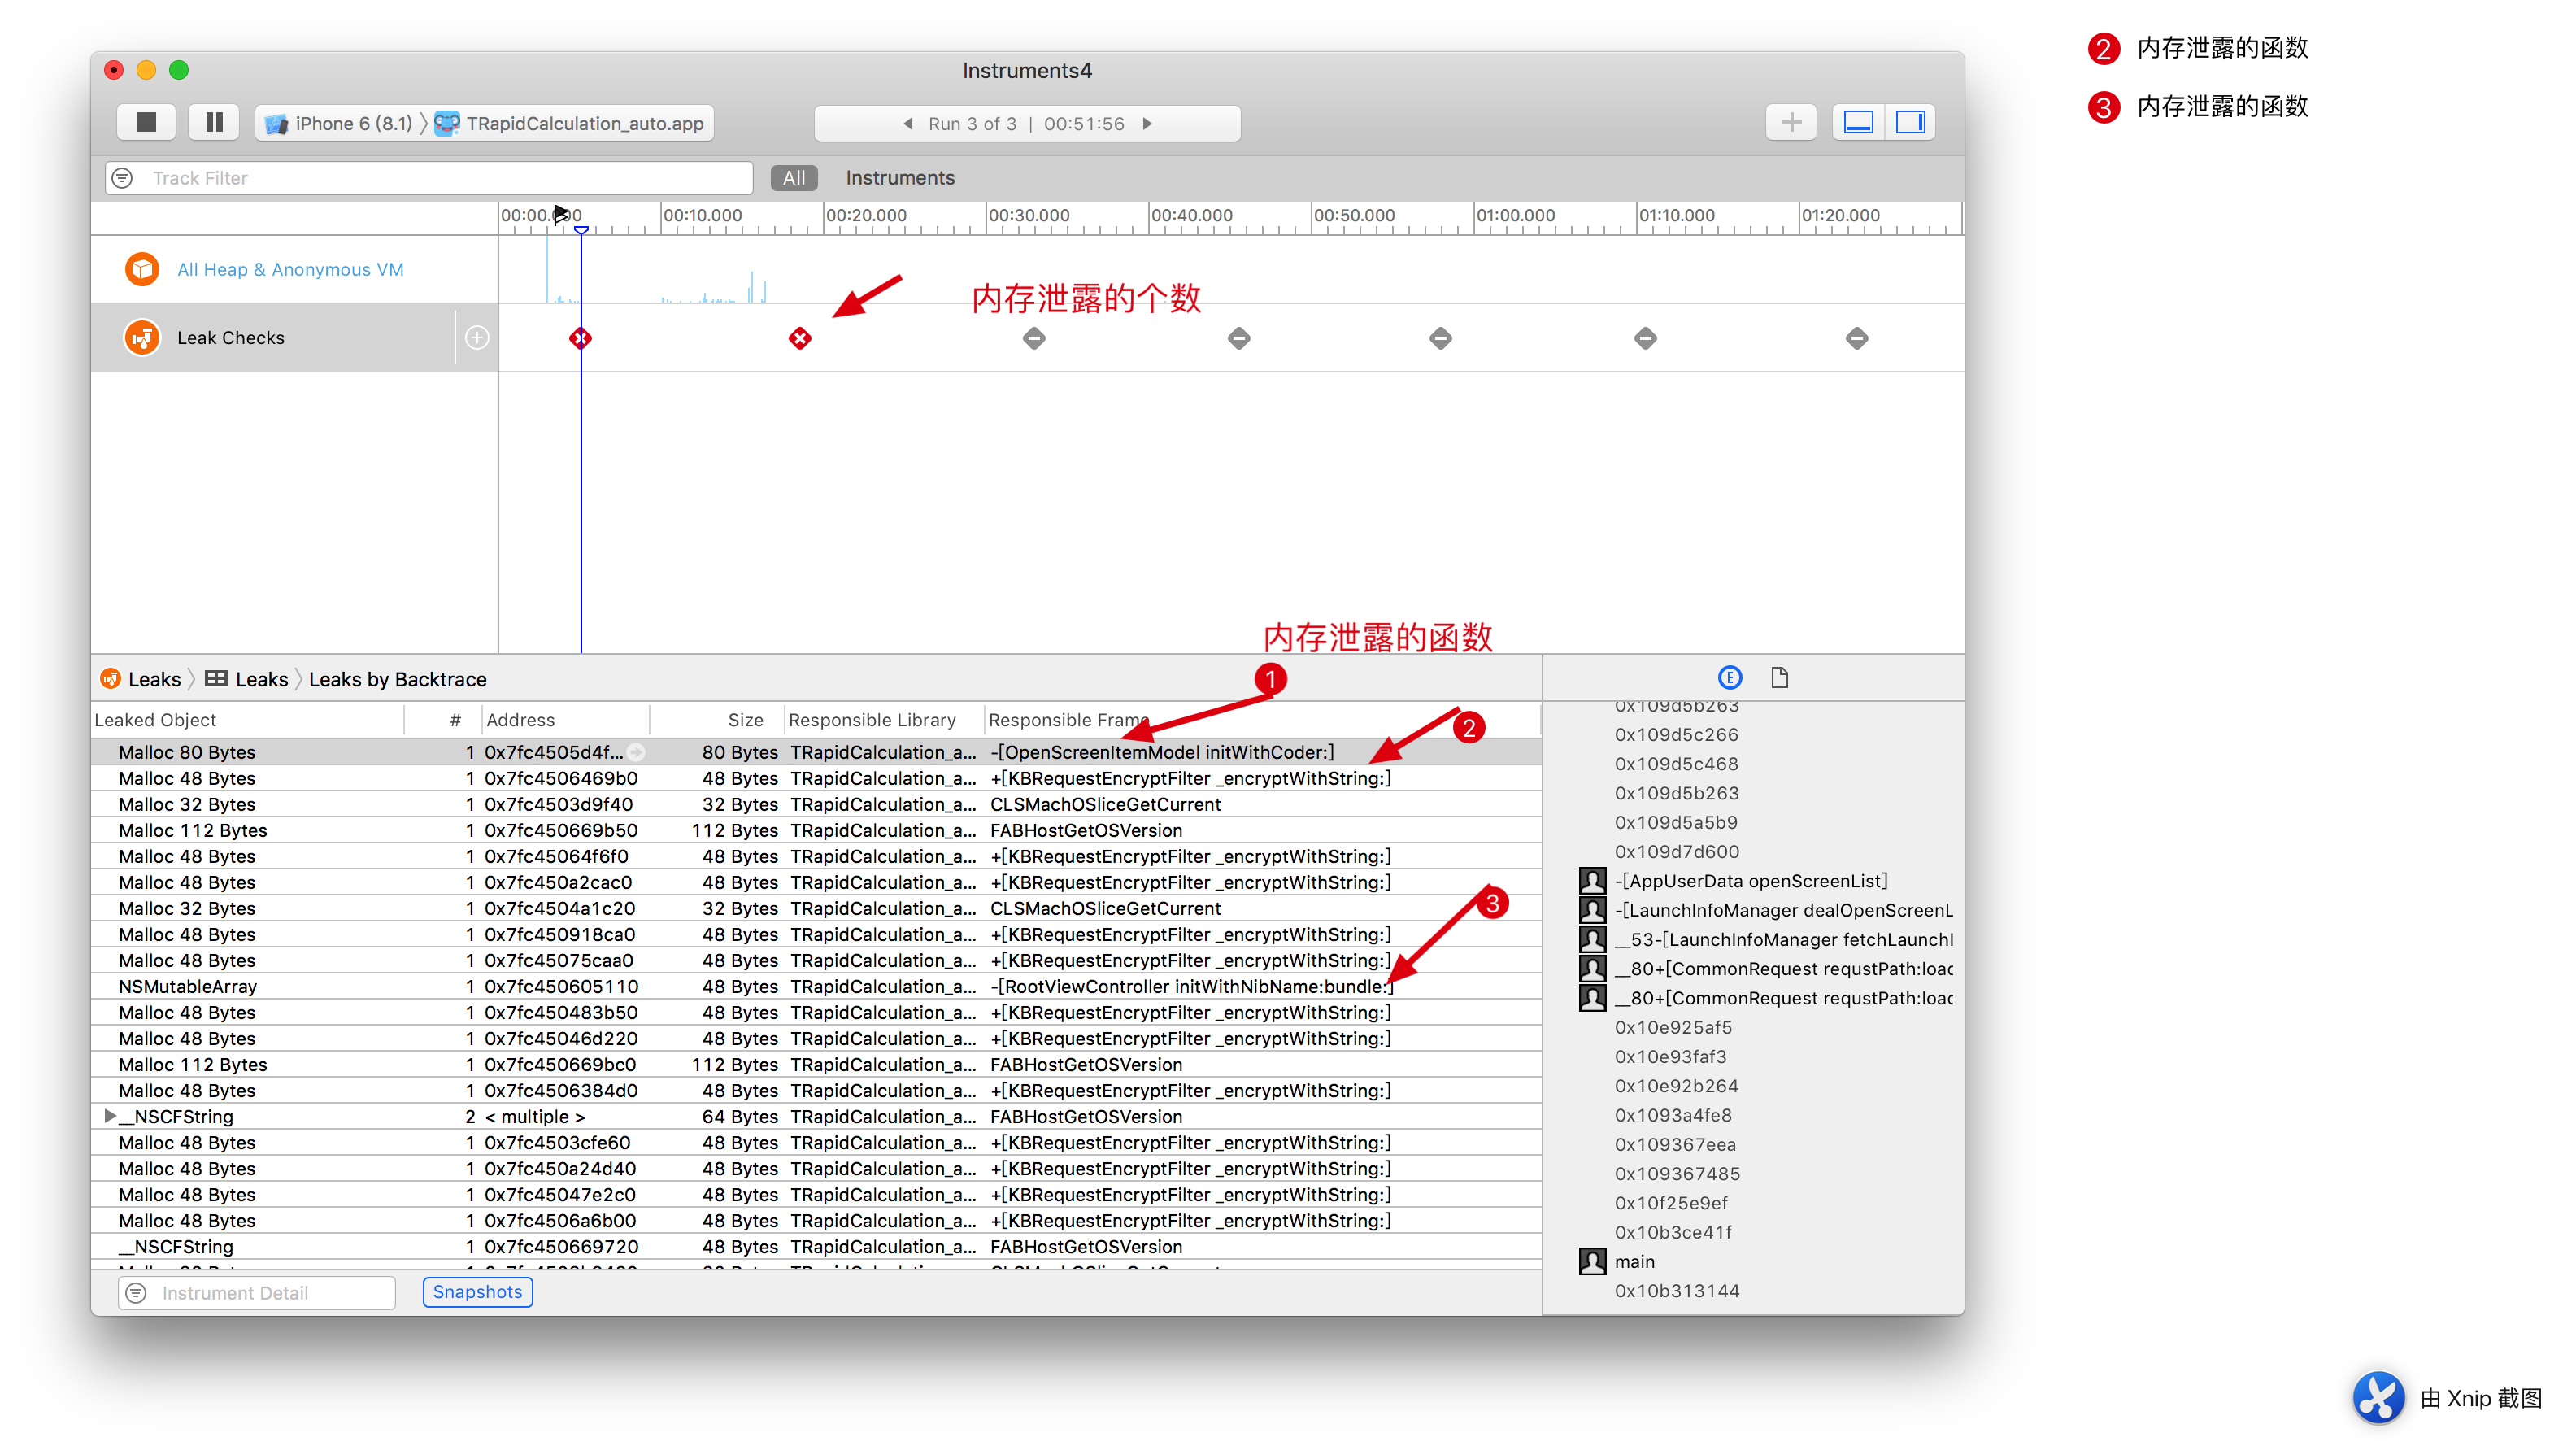 2 内存泄露的函数
3 内存泄露的函数
Instruments4
iPhone 6 (8.1) TRapidCalculation_auto.app
Run 3 of 3 | 00:51:56
Track Filter All Instruments
00:00.000 00:10.000 00:20.000 00:30.000 00:40.000 00:50.000 01:00.000 01:10.000 01:20.000
All Heap & Anonymous VM
内存泄露的个数
Leak Checks
内存泄露的函数
Leaks Leaks Leaks by Backtrace
1
Leaked Object # Address Size Responsible Library Responsible Frame
2
Malloc 80 Bytes 1 0x7fc4505d4f... 80 Bytes TRapidCalculation_a... -[OpenScreenItemModel initWithCoder:]
Malloc 48 Bytes 1 0x7fc4506469b0 48 Bytes TRapidCalculation_a... +[KBRequestEncryptFilter _encryptWithString:]
Malloc 32 Bytes 1 0x7fc4503d9f40 32 Bytes TRapidCalculation_a... CLSMachOSliceGetCurrent
Malloc 112 Bytes 1 0x7fc450669b50 112 Bytes TRapidCalculation_a... FABHostGetOSVersion
Malloc 48 Bytes 1 0x7fc45064f6f0 48 Bytes TRapidCalculation_a... +[KBRequestEncryptFilter _encryptWithString:]
Malloc 48 Bytes 1 0x7fc450a2cac0 48 Bytes TRapidCalculation_a... +[KBRequestEncryptFilter _encryptWithString:]
3
Malloc 32 Bytes 1 0x7fc4504a1c20 32 Bytes TRapidCalculation_a... CLSMachOSliceGetCurrent
Malloc 48 Bytes 1 0x7fc450918ca0 48 Bytes TRapidCalculation_a... +[KBRequestEncryptFilter _encryptWithString:]
Malloc 48 Bytes 1 0x7fc45075caa0 48 Bytes TRapidCalculation_a... +[KBRequestEncryptFilter _encryptWithString:]
NSMutableArray 1 0x7fc450605110 48 Bytes TRapidCalculation_a... -[RootViewController initWithNibName:bundle:]
Malloc 48 Bytes 1 0x7fc450483b50 48 Bytes TRapidCalculation_a... +[KBRequestEncryptFilter _encryptWithString:]
Malloc 48 Bytes 1 0x7fc45046d220 48 Bytes TRapidCalculation_a... +[KBRequestEncryptFilter _encryptWithString:]
Malloc 112 Bytes 1 0x7fc450669bc0 112 Bytes TRapidCalculation_a... FABHostGetOSVersion
Malloc 48 Bytes 1 0x7fc4506384d0 48 Bytes TRapidCalculation_a... +[KBRequestEncryptFilter _encryptWithString:]
__NSCFString 2 < multiple > 64 Bytes TRapidCalculation_a... FABHostGetOSVersion
Malloc 48 Bytes 1 0x7fc4503cfe60 48 Bytes TRapidCalculation_a... +[KBRequestEncryptFilter _encryptWithString:]
Malloc 48 Bytes 1 0x7fc450a24d40 48 Bytes TRapidCalculation_a... +[KBRequestEncryptFilter _encryptWithString:]
Malloc 48 Bytes 1 0x7fc45047e2c0 48 Bytes TRapidCalculation_a... +[KBRequestEncryptFilter _encryptWithString:]
Malloc 48 Bytes 1 0x7fc4506a6b00 48 Bytes TRapidCalculation_a... +[KBRequestEncryptFilter _encryptWithString:]
__NSCFString 1 0x7fc450669720 48 Bytes TRapidCalculation_a... FABHostGetOSVersion
Instrument Detail Snapshots
E
0x109d5b263
0x109d5c266
0x109d5c468
0x109d5b263
0x109d5a5b9
0x109d7d600
-[AppUserData openScreenList]
-[LaunchInfoManager dealOpenScreenL
__53-[LaunchInfoManager fetchLaunchI
__80+[CommonRequest requstPath:loac
__80+[CommonRequest requstPath:loac
0x10e925af5
0x10e93faf3
0x10e92b264
0x1093a4fe8
0x109367eea
0x109367485
0x10f25e9ef
0x10b3ce41f
main
0x10b313144
由 Xnip 截图